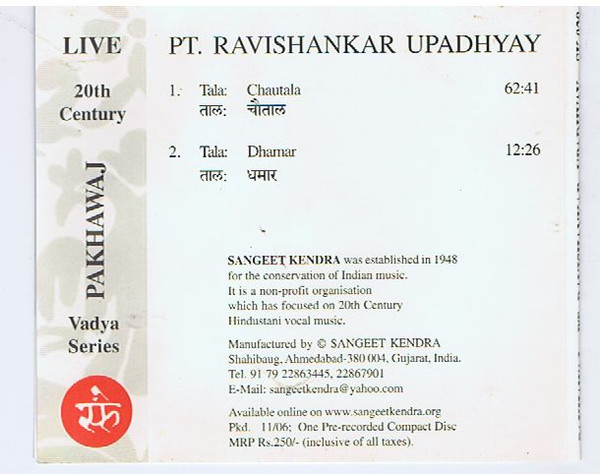 LIVE
20th
Century
PAKHAWAJ
Vadya
Series
PT. RAVISHANKAR UPADHYAY
1. Tala: Chautala 62:41
ताल: चौताल
2. Tala: Dhamar 12:26
ताल: धमार
SANGEET KENDRA was established in 1948
for the conservation of Indian music.
It is a non-profit organisation
which has focused on 20th Century
Hindustani vocal music.
Manufactured by © SANGEET KENDRA
Shahibaug, Ahmedabad-380 004, Gujarat, India.
Tel. 91 79 22863445, 22867901
E-Mail: sangeetkendra@yahoo.com
Available online on www.sangeetkendra.org
Pkd. 11/06; One Pre-recorded Compact Disc
MRP Rs.250/- (inclusive of all taxes).